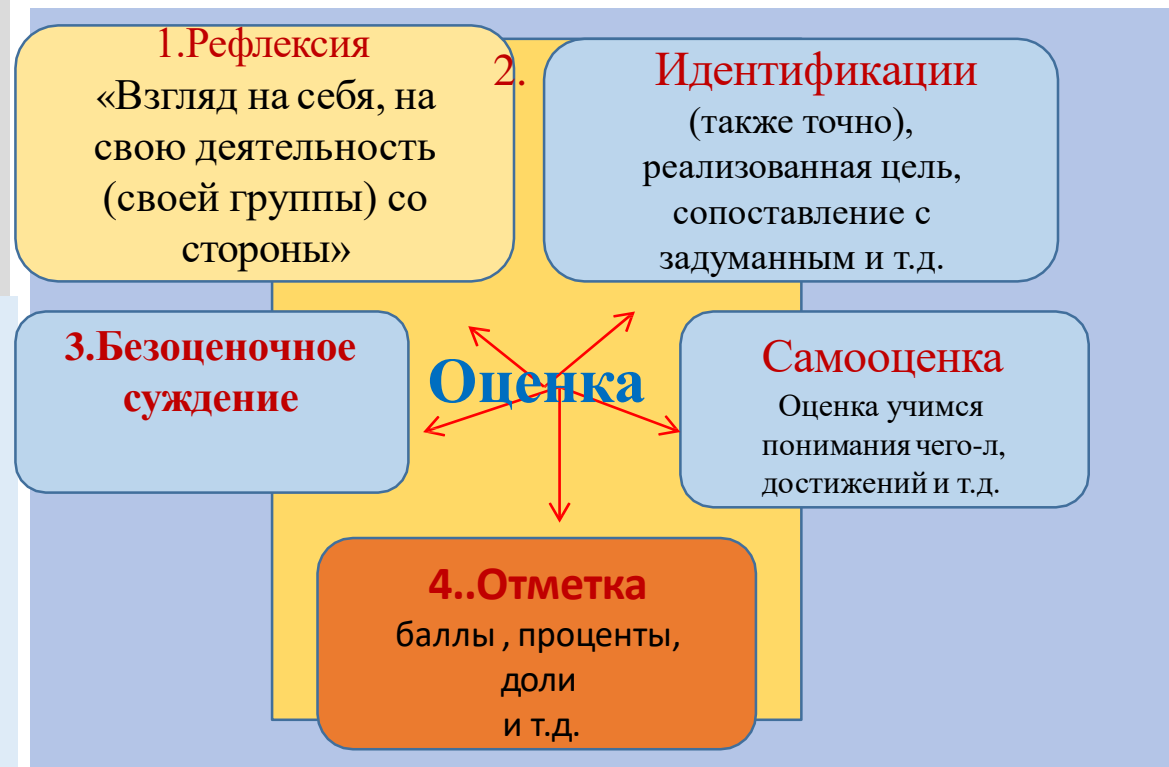 1.Рефлексия
«Взгляд на себя, на
свою деятельность
(своей группы) со
стороны»
2. Идентификации
(также точно),
реализованная цель,
сопоставление с
задуманным и т.д.
3.Безоценочное
суждение
Оценка
Самооценка
Оценка учимся
понимания чего-л,
достижений и т.д.
4..Отметка
баллы , проценты,
доли
и т.д.